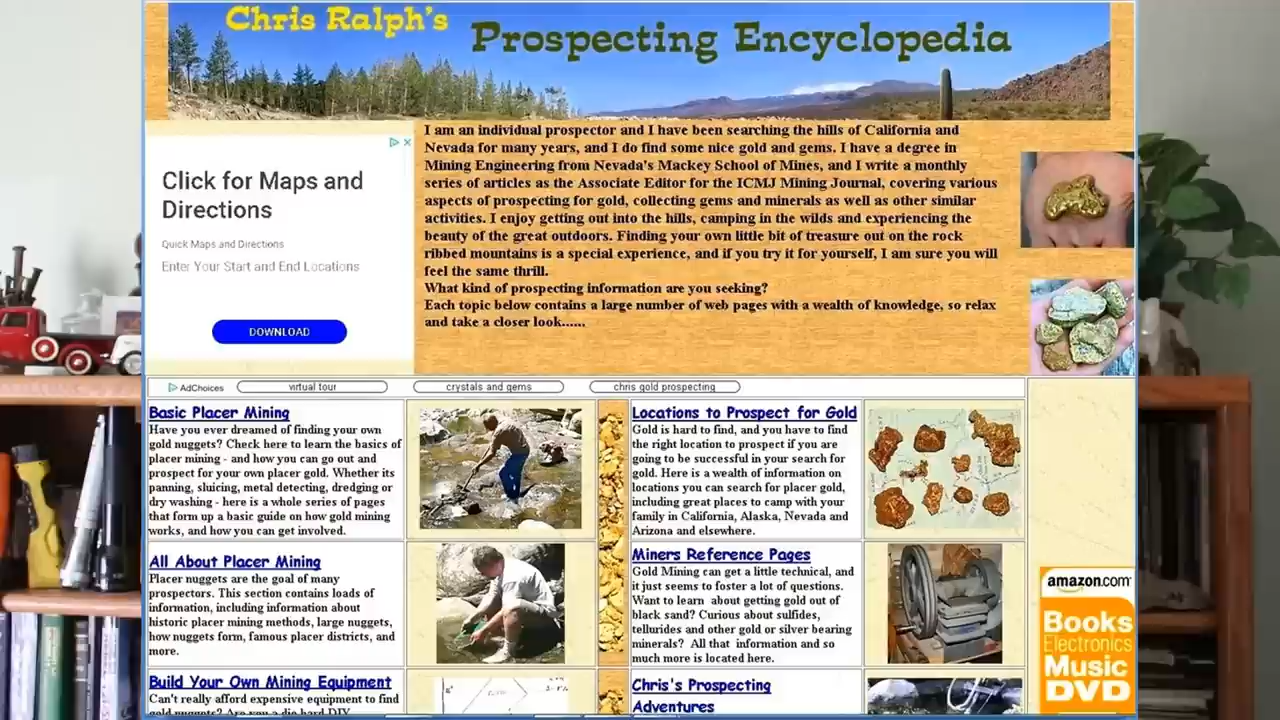 Chris Ralph's
Prospecting Encyclopedia
I am an individual prospector and I have been searching the hills of California and
Nevada for many years, and I do find some nice gold and gems. I have a degree in
Mining Engineering from Nevada's Mackey School of Mines, and I write a monthly
series of articles as the Associate Editor for the ICMJ Mining Journal, covering various
aspects of prospecting for gold, collecting gems and minerals as well as other similar
activities. I enjoy getting out into the hills, camping in the wilds and experiencing the
beauty of the great outdoors. Finding your own little bit of treasure out on the rock
ribbed mountains is a special experience, and if you try it for yourself, I am sure you will
feel the same thrill.
What kind of prospecting information are you seeking?
Each topic below contains a large number of web pages with a wealth of knowledge, so relax
and take a closer look......
Click for Maps and
Directions
Quick Maps and Directions
Enter Your Start and End Locations
DOWNLOAD
AdChoices
virtual tour
crystals and gems
chris gold prospecting
Basic Placer Mining
Have you ever dreamed of finding your own
gold nuggets? Check here to learn the basics of
placer mining - and how you can go out and
prospect for your own placer gold. Whether its
panning, sluicing, metal detecting, dredging or
dry washing - here is a whole series of pages
that form up a basic guide on how gold mining
works, and how you can get involved.
Locations to Prospect for Gold
Gold is hard to find, and you have to find
the right location to prospect if you are
going to be successful in your search for
gold. Here is a wealth of information on
locations you can search for placer gold,
including great places to camp with your
family in California, Alaska, Nevada and
Arizona and elsewhere.
All About Placer Mining
Placer nuggets are the goal of many
prospectors. This section contains loads of
information, including information about
historic placer mining methods, large nuggets,
how nuggets form, famous placer districts, and
more.
Miners Reference Pages
Gold Mining can get a little technical, and
it just seems to foster a lot of questions.
Want to learn about getting gold out of
black sand? Curious about sulfides,
tellurides and other gold or silver bearing
minerals? All that information and so
much more is located here.
Build Your Own Mining Equipment
Can't really afford expensive equipment to find
gold nuggets? Are you a die hard DIY
Chris's Prospecting
Adventures
amazon.com
Books
Electronics
Music
DVD